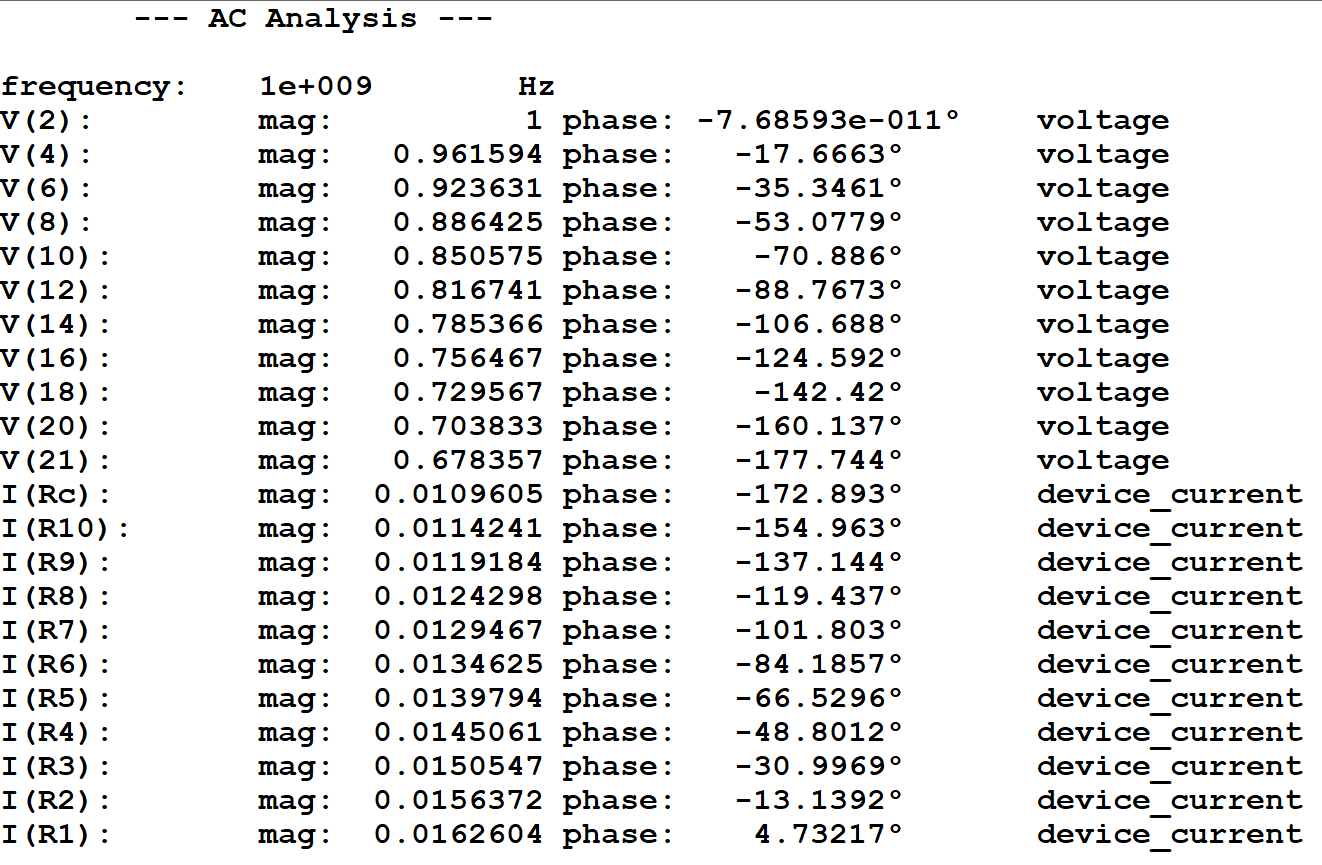 --- AC Analysis ---
frequency: 1e+009 Hz
V(2): mag: 1 phase: -7.68593e-011° voltage
V(4): mag: 0.961594 phase: -17.6663° voltage
V(6): mag: 0.923631 phase: -35.3461° voltage
V(8): mag: 0.886425 phase: -53.0779° voltage
V(10): mag: 0.850575 phase: -70.886° voltage
V(12): mag: 0.816741 phase: -88.7673° voltage
V(14): mag: 0.785366 phase: -106.688° voltage
V(16): mag: 0.756467 phase: -124.592° voltage
V(18): mag: 0.729567 phase: -142.42° voltage
V(20): mag: 0.703833 phase: -160.137° voltage
V(21): mag: 0.678357 phase: -177.744° voltage
I(Rc): mag: 0.0109605 phase: -172.893° device_current
I(R10): mag: 0.0114241 phase: -154.963° device_current
I(R9): mag: 0.0119184 phase: -137.144° device_current
I(R8): mag: 0.0124298 phase: -119.437° device_current
I(R7): mag: 0.0129467 phase: -101.803° device_current
I(R6): mag: 0.0134625 phase: -84.1857° device_current
I(R5): mag: 0.0139794 phase: -66.5296° device_current
I(R4): mag: 0.0145061 phase: -48.8012° device_current
I(R3): mag: 0.0150547 phase: -30.9969° device_current
I(R2): mag: 0.0156372 phase: -13.1392° device_current
I(R1): mag: 0.0162604 phase: 4.73217° device_current